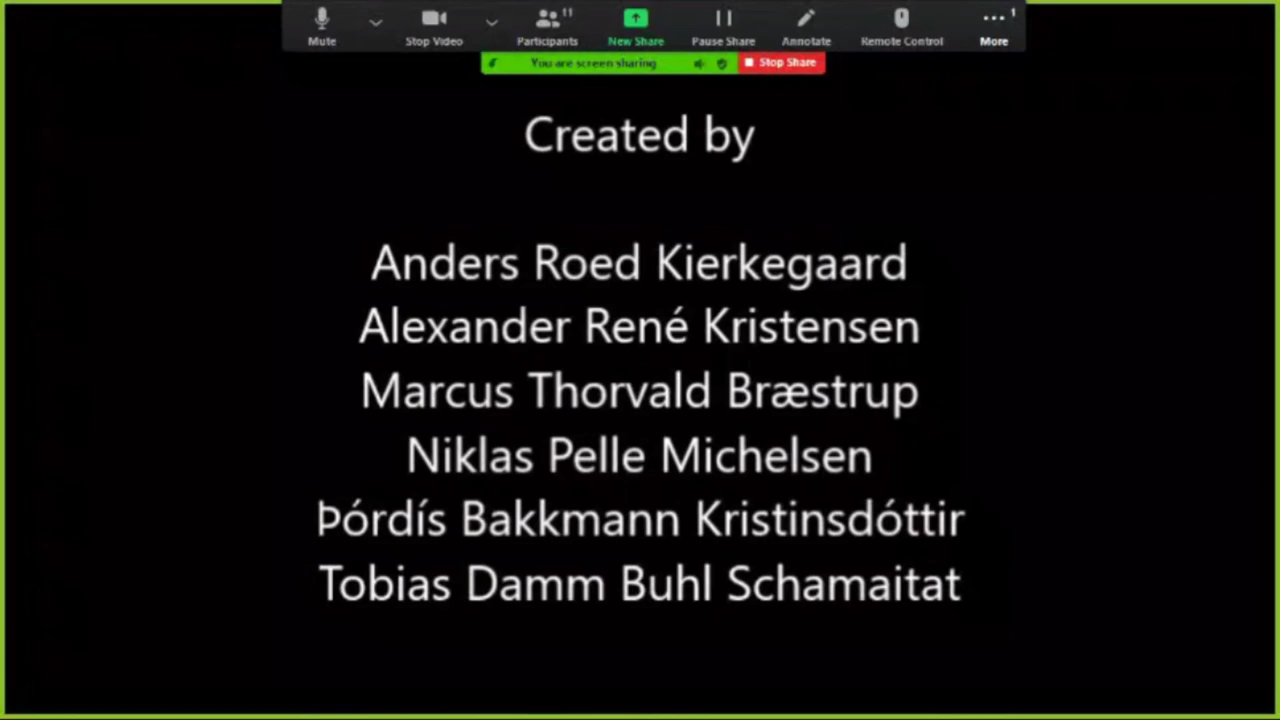 11
1
Mute
Stop Video
Participants
New Share
Pause Share
Annotate
Remote Control
More
You are screen sharing
Stop Share
Created by
Anders Roed Kierkegaard
Alexander René Kristensen
Marcus Thorvald Bræstrup
Niklas Pelle Michelsen
Þórdís Bakkmann Kristinsdóttir
Tobias Damm Buhl Schamaitat